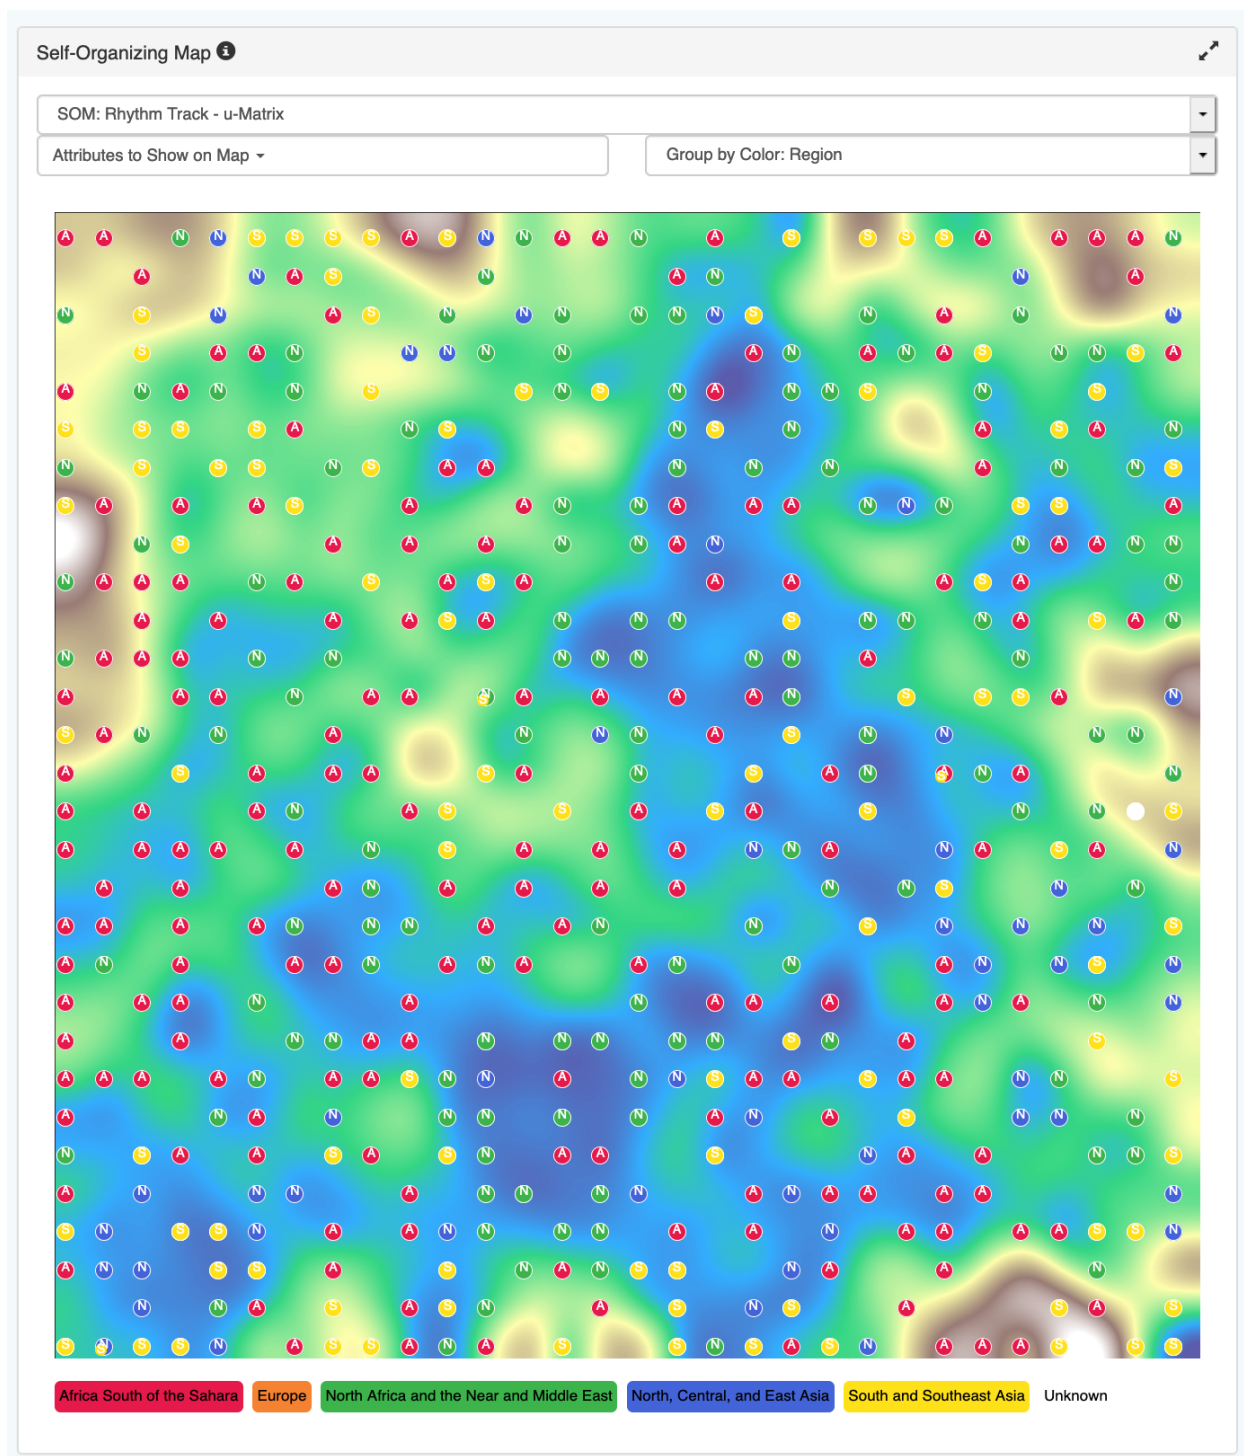 Self-Organizing Map
SOM: Rhythm Track - u-Matrix
Attributes to Show on Map
Group by Color: Region
A A N N S S S S A S N N A A N A S S S S A A A A N
A N A S N A N N A
N S N A S N N N N N N S N A N N
S A A N N N N N A N A N A S N N S A
A N A N N S S N S N A N N S N S
S S S S A N S N S N A S A N
N S S S N S A A N N N A N N S
S A A A S A A N N A A A N N N S S A
N S A A A N N A N N A A N N
N A A A N A S A S A A A A S A N
A A A A S A N N N S N N N A S A N
N A A A N N N N N N N A N
A A A N A A N S A A A A N S S S A N
S A N N A N N N A S N N N N
A S A A A S A N S A N A S N A N
A A A N A S S A S A S N N S
A A A A A N S A A A N N A N A S A N
A A A N A A A A N N S N N
A A A A N N N A A N N S N N N S
A N A A A N A N A A N N A N N S N
A A A N A N A A A A N A N N
A A N N A A N N N N N S N A S
A A A A N A A S N N A N N S A A S A A N N S
A N A N N N N N A N A S N N N
N S A A S A S N A A S N A A N N S
A N N N A N N N N A N A A A A N
S N S S N A A N N N N A A N A A A A S S N
A N N S S A S N A N S S N A A N
N N A S A S N A S N S A S A S
S N S S S N A S S A N A S S N S A S N A A A S S S
Africa South of the Sahara
Europe
North Africa and the Near and Middle East
North, Central, and East Asia
South and Southeast Asia
Unknown